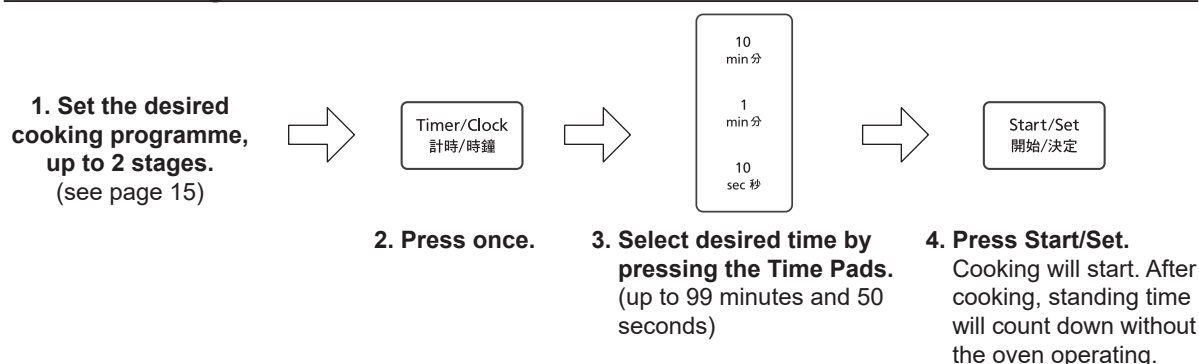 1. Set the desired
cooking programme,
up to 2 stages.
(see page 15)
Timer/Clock
計時/時鐘
2. Press once.
10
min 分
1
min 分
10
sec 秒
3. Select desired time by
pressing the Time Pads.
(up to 99 minutes and 50
seconds)
Start/Set
開始/決定
4. Press Start/Set.
Cooking will start. After
cooking, standing time
will count down without
the oven operating.